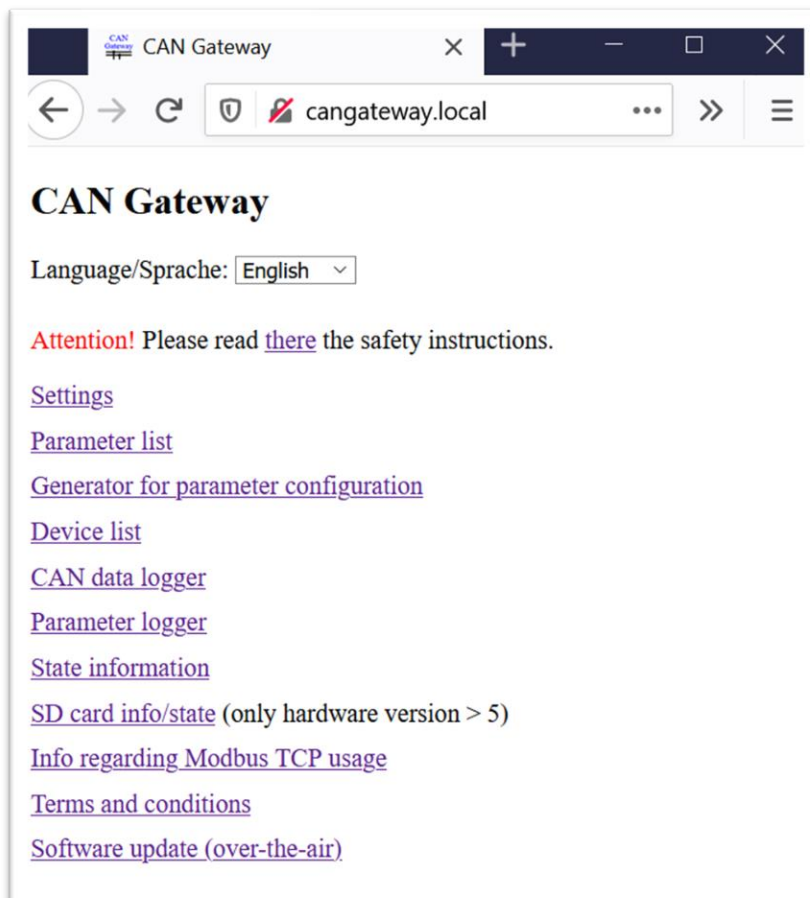 CAN Gateway CAN Gateway
cangateway.local
CAN Gateway
Language/Sprache: English
Attention! Please read there the safety instructions.
Settings
Parameter list
Generator for parameter configuration
Device list
CAN data logger
Parameter logger
State information
SD card info/state (only hardware version > 5)
Info regarding Modbus TCP usage
Terms and conditions
Software update (over-the-air)